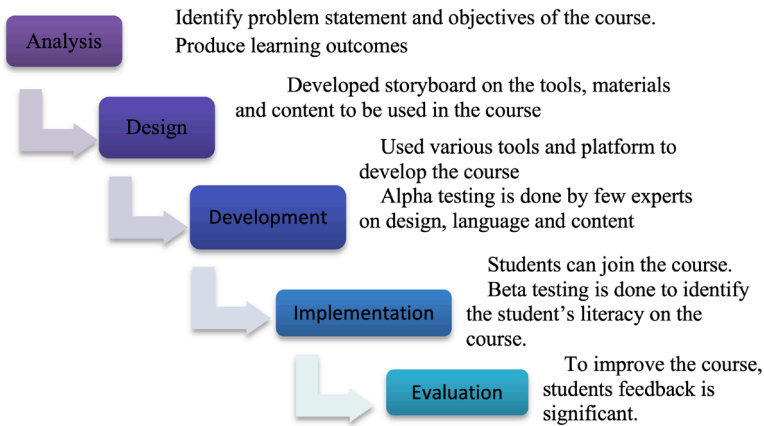 Analysis
Identify problem statement and objectives of the course.
Produce learning outcomes
Design
Developed storyboard on the tools, materials
and content to be used in the course
Development
Used various tools and platform to
develop the course
Alpha testing is done by few experts
on design, language and content
Implementation
Students can join the course.
Beta testing is done to identify
the student's literacy on the
course.
Evaluation
To improve the course,
students feedback is
significant.